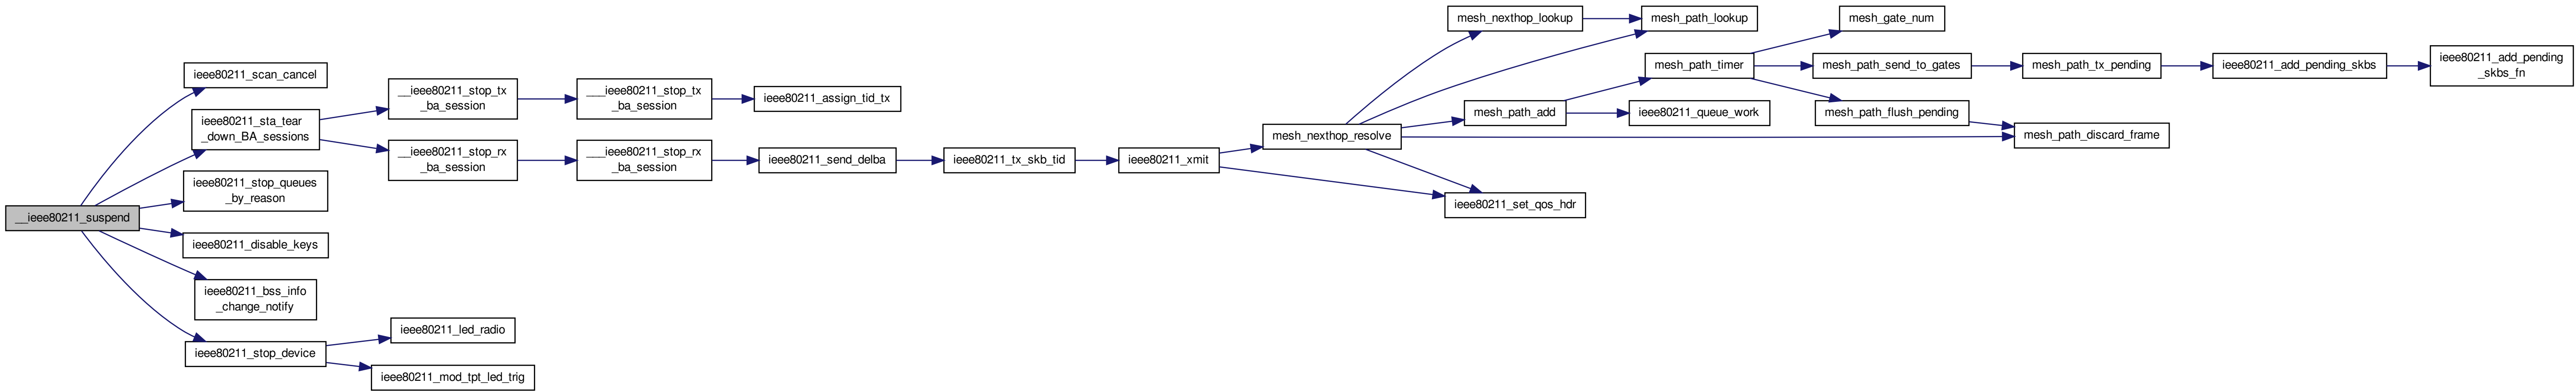 __ieee80211_suspend
ieee80211_scan_cancel
ieee80211_sta_tear
_down_BA_sessions
ieee80211_stop_queues
_by_reason
ieee80211_disable_keys
ieee80211_bss_info
_change_notify
ieee80211_stop_device
__ieee80211_stop_tx
_ba_session
__ieee80211_stop_rx
_ba_session
ieee80211_led_radio
ieee80211_mod_tpt_led_trig
___ieee80211_stop_tx
_ba_session
___ieee80211_stop_rx
_ba_session
ieee80211_assign_tid_tx
ieee80211_send_delba
ieee80211_tx_skb_tid
ieee80211_xmit
mesh_nexthop_resolve
mesh_nexthop_lookup
mesh_path_add
ieee80211_set_qos_hdr
mesh_path_lookup
mesh_path_timer
ieee80211_queue_work
mesh_gate_num
mesh_path_send_to_gates
mesh_path_flush_pending
mesh_path_tx_pending
mesh_path_discard_frame
ieee80211_add_pending_skbs
ieee80211_add_pending
_skbs_fn